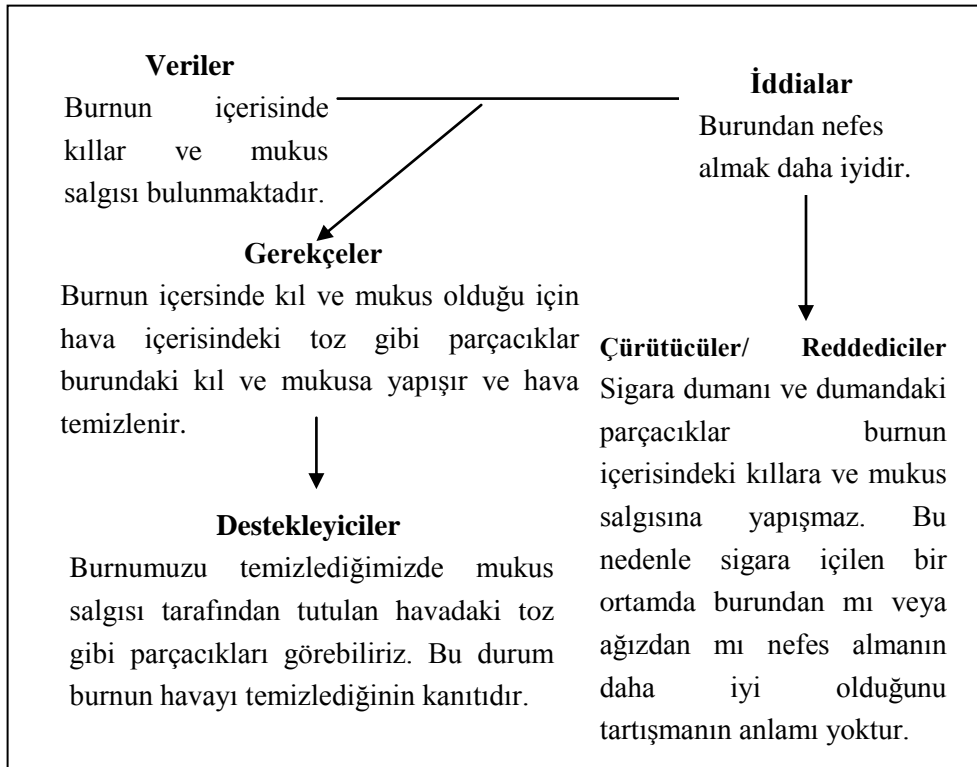 Veriler
Burnun içerisinde
kıllar ve mukus
salgısı bulunmaktadır.
İddialar
Burundan nefes
almak daha iyidir.
Gerekçeler
Burnun içersinde kıl ve mukus olduğu için
hava içerisindeki toz gibi parçacıklar
burundaki kıl ve mukusa yapışır ve hava
temizlenir.
Destekleyiciler
Burnumuzu temizlediğimizde mukus
salgısı tarafından tutulan havadaki toz
gibi parçacıkları görebiliriz. Bu durum
burnun havayı temizlediğinin kanıtıdır.
Çürütücüler/ Reddediciler
Sigara dumanı ve dumandaki
parçacıklar burnun
içerisindeki kıllara ve mukus
salgısına yapışmaz. Bu
nedenle sigara içilen bir
ortamda burundan mı veya
ağızdan mı nefes almanın
daha iyi olduğunu
tartışmanın anlamı yoktur.